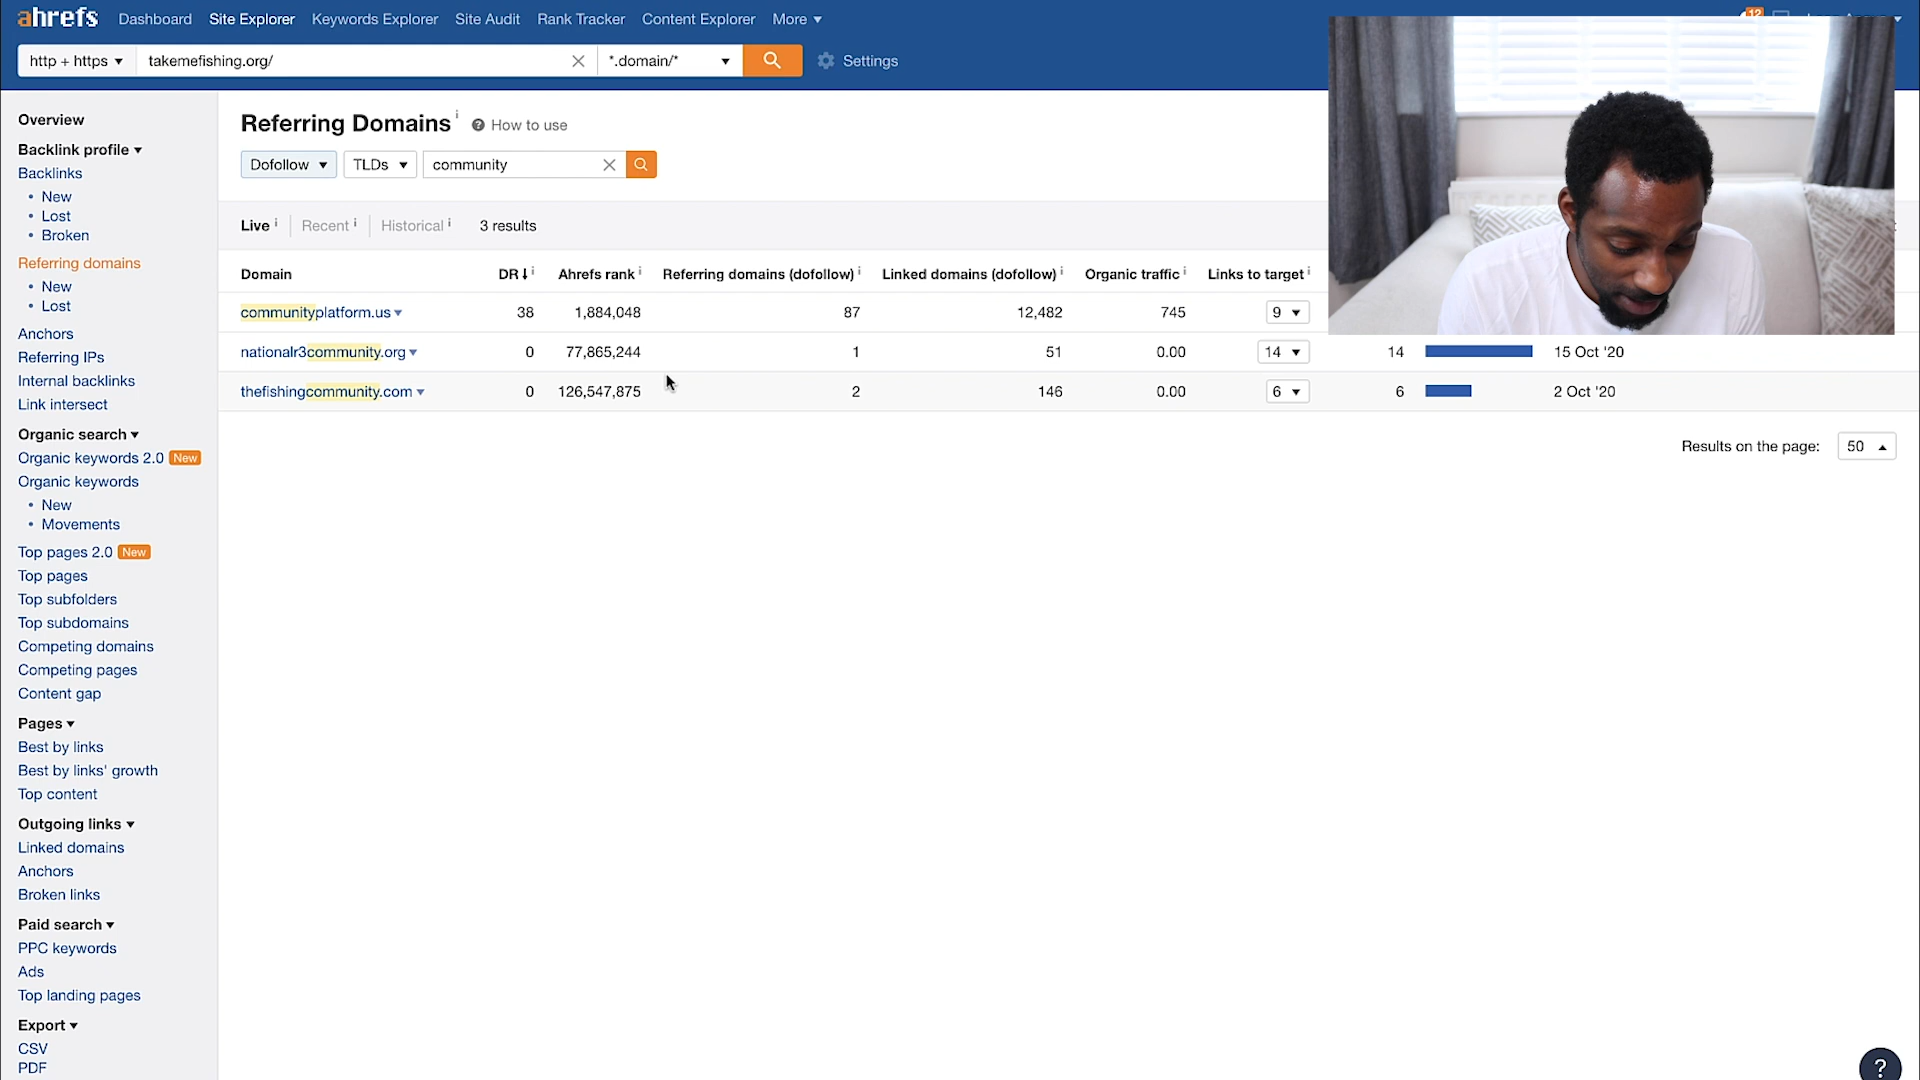 ahrefs Dashboard Site Explorer Keywords Explorer Site Audit Rank Tracker Content Explorer More 12
http + https takemefishing.org/ *.domain/* Settings
Overview
Backlink profile
Backlinks
• New
• Lost
• Broken
Referring domains
• New
• Lost
Anchors
Referring IPs
Internal backlinks
Link intersect
Organic search
Organic keywords 2.0 New
Organic keywords
• New
• Movements
Top pages 2.0 New
Top pages
Top subfolders
Top subdomains
Competing domains
Competing pages
Content gap
Pages
Best by links
Best by links' growth
Top content
Outgoing links
Linked domains
Anchors
Broken links
Paid search
PPC keywords
Ads
Top landing pages
Export
CSV
PDF
Referring Domains i ? How to use
Dofollow TLDs community
Live i Recent i Historical i 3 results
Domain DR i Ahrefs rank i Referring domains (dofollow) i Linked domains (dofollow) i Organic traffic i Links to target i
communityplatform.us 38 1,884,048 87 12,482 745 9
nationalr3community.org 0 77,865,244 1 51 0.00 14 14 15 Oct '20
thefishingcommunity.com 0 126,547,875 2 146 0.00 6 6 2 Oct '20
Results on the page: 50
?